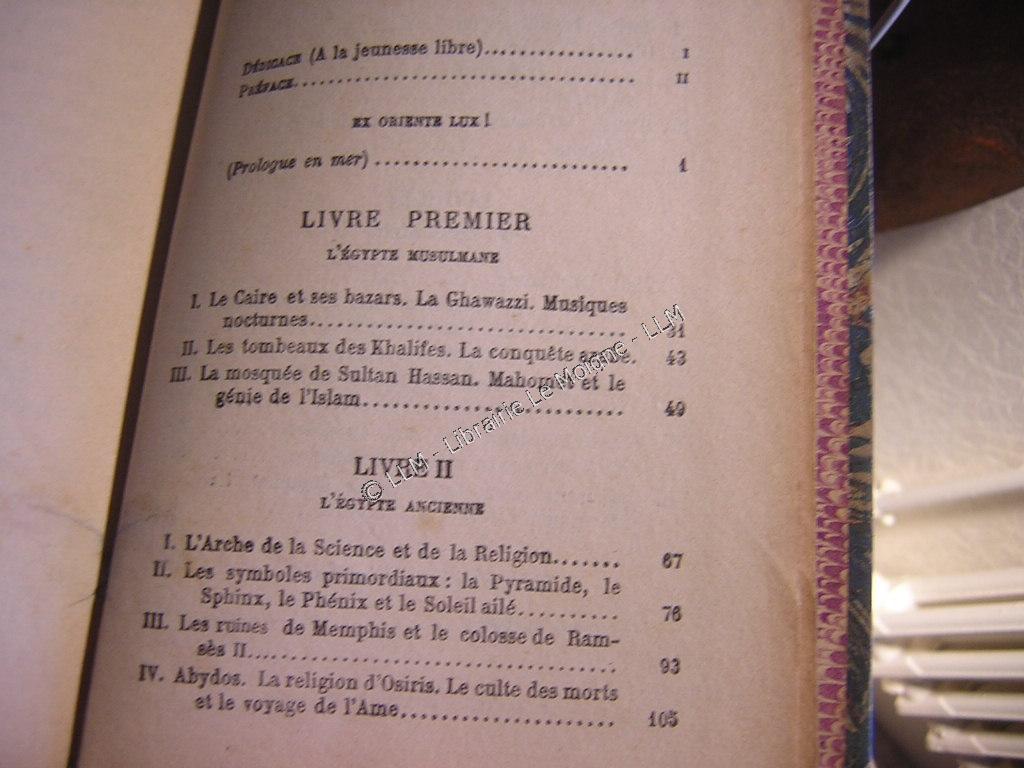 DÉDICACE (A la jeunesse libre)................ I
PRÉFACE.................................. II
EX ORIENTE LUX !
(Prologue en mer).......................... 1
LIVRE PREMIER
L'ÉGYPTE MUSULMANE
I. Le Caire et ses bazars. La Ghawazzi. Musiques
nocturnes................................ 31
II. Les tombeaux des Khalifes. La conquête arabe. 43
III. La mosquée de Sultan Hassan. Mahomet et le
génie de l'Islam.......................... 49
LIVRE II
L'ÉGYPTE ANCIENNE
I. L'Arche de la Science et de la Religion....... 67
II. Les symboles primordiaux : la Pyramide, le
Sphinx, le Phénix et le Soleil ailé.......... 76
III. Les ruines de Memphis et le colosse de Ram-
sès II..................................... 93
IV. Abydos. La religion d'Osiris. Le culte des morts
et le voyage de l'Ame...................... 105
© LLM - Librairie Le Moitne - LLM